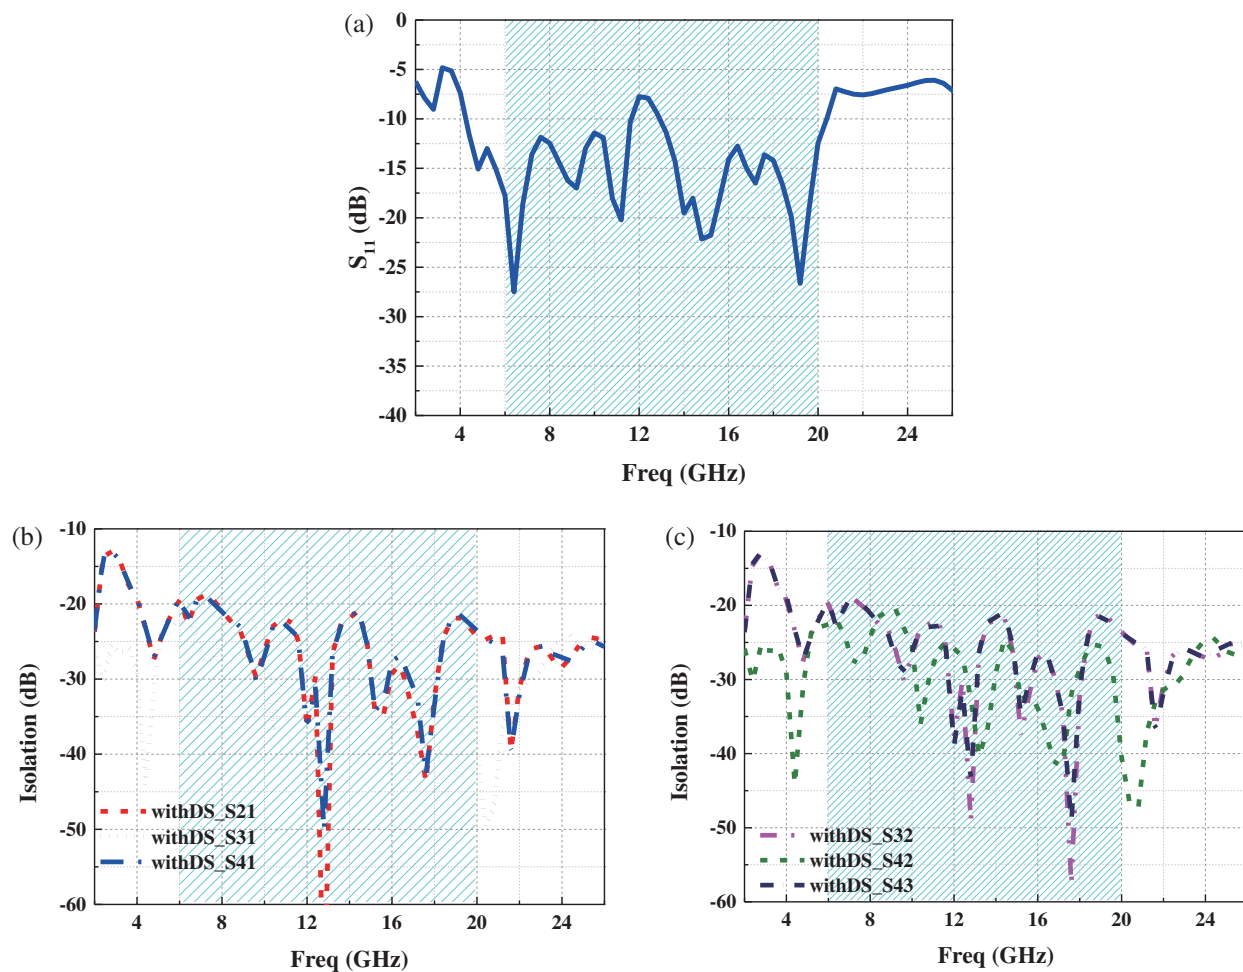 (a)
0
-5
-10
-15
-20
-25
-30
-35
-40
S11 (dB)
4 8 12 16 20 24
Freq (GHz)
(b)
-10
-20
-30
-40
-50
-60
Isolation (dB)
withDS_S21
withDS_S31
withDS_S41
4 8 12 16 20 24
Freq (GHz)
(c)
-10
-20
-30
-40
-50
-60
Isolation (dB)
withDS_S32
withDS_S42
withDS_S43
4 8 12 16 20 24
Freq (GHz)